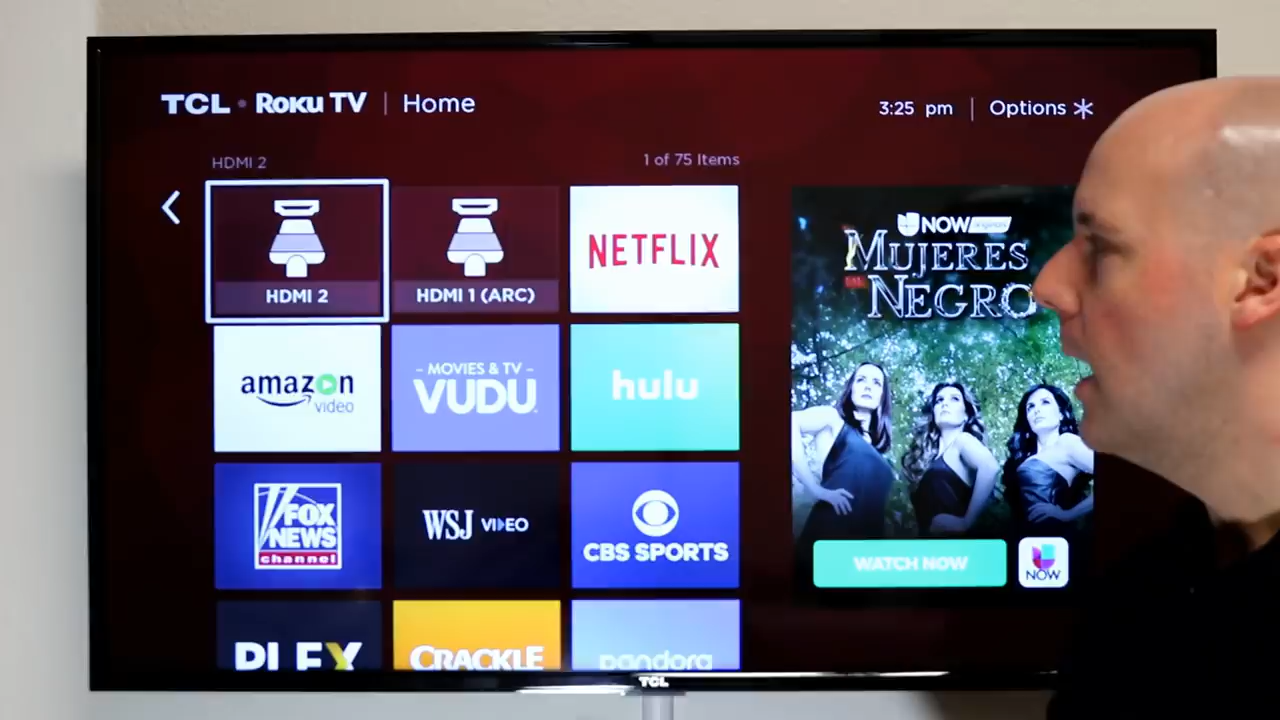 TCL • Roku TV | Home
3:25 pm | Options
HDMI 2
1 of 75 Items
HDMI 2
HDMI 1 (ARC)
NETFLIX
NOW
MUJERES
NEGRO
amazon
video
- MOVIES & TV -
VUDU
hulu
FOX
NEWS
channel
WSJ VIDEO
CBS SPORTS
WATCH NOW
NOW
PLEX
CRACKLE
pandora
TCL